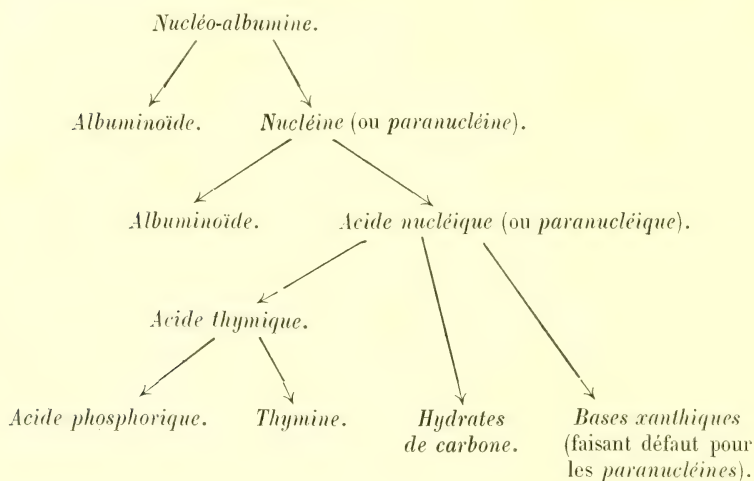 Nucléo-albumine.
Albuminoïde. Nucléine (ou paranucléine).
Albuminoïde. Acide nucléique (ou paranucléique).
Acide thymique.
Acide phosphorique. Thymine. Hydrates de carbone. Bases xanthiques (faisant défaut pour les paranucléines).